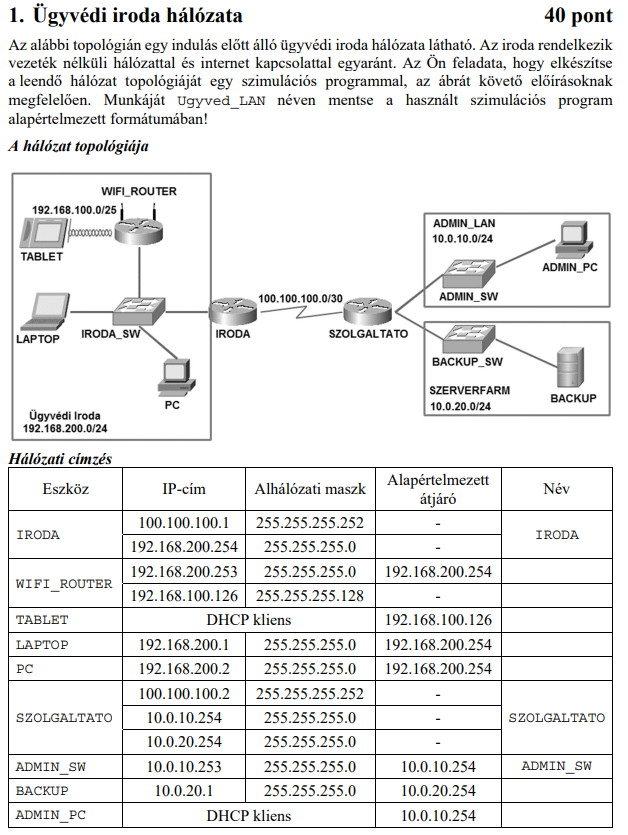 1. Ügyvédi iroda hálózata 40 pont
Az alábbi topológián egy indulás előtt álló ügyvédi iroda hálózata látható. Az iroda rendelkezik
vezeték nélküli hálózattal és internet kapcsolattal egyaránt. Az Ön feladata, hogy elkészítse
a leendő hálózat topológiáját egy szimulációs programmal, az ábrát követő előírásoknak
megfelelően. Munkáját Ugyved_LAN néven mentse a használt szimulációs program
alapértelmezett formátumában!
A hálózat topológiája
WIFI_ROUTER
192.168.100.0/25
TABLET
LAPTOP
IRODA_SW
PC
Ügyvédi Iroda
192.168.200.0/24
IRODA
100.100.100.0/30
SZOLGALTATO
ADMIN_LAN
10.0.10.0/24
ADMIN_PC
ADMIN_SW
BACKUP_SW
SZERVERFARM
10.0.20.0/24
BACKUP
Hálózati címzés
Eszköz IP-cím Alhálózati maszk Alapértelmezett átjáró Név
IRODA 100.100.100.1 255.255.255.252 - IRODA
192.168.200.254 255.255.255.0 -
WIFI_ROUTER 192.168.200.253 255.255.255.0 192.168.200.254
192.168.100.126 255.255.255.128 -
TABLET DHCP kliens 192.168.100.126
LAPTOP 192.168.200.1 255.255.255.0 192.168.200.254
PC 192.168.200.2 255.255.255.0 192.168.200.254
SZOLGALTATO 100.100.100.2 255.255.255.252 - SZOLGALTATO
10.0.10.254 255.255.255.0 -
10.0.20.254 255.255.255.0 -
ADMIN_SW 10.0.10.253 255.255.255.0 10.0.10.254 ADMIN_SW
BACKUP 10.0.20.1 255.255.255.0 10.0.20.254
ADMIN_PC DHCP kliens 10.0.10.254